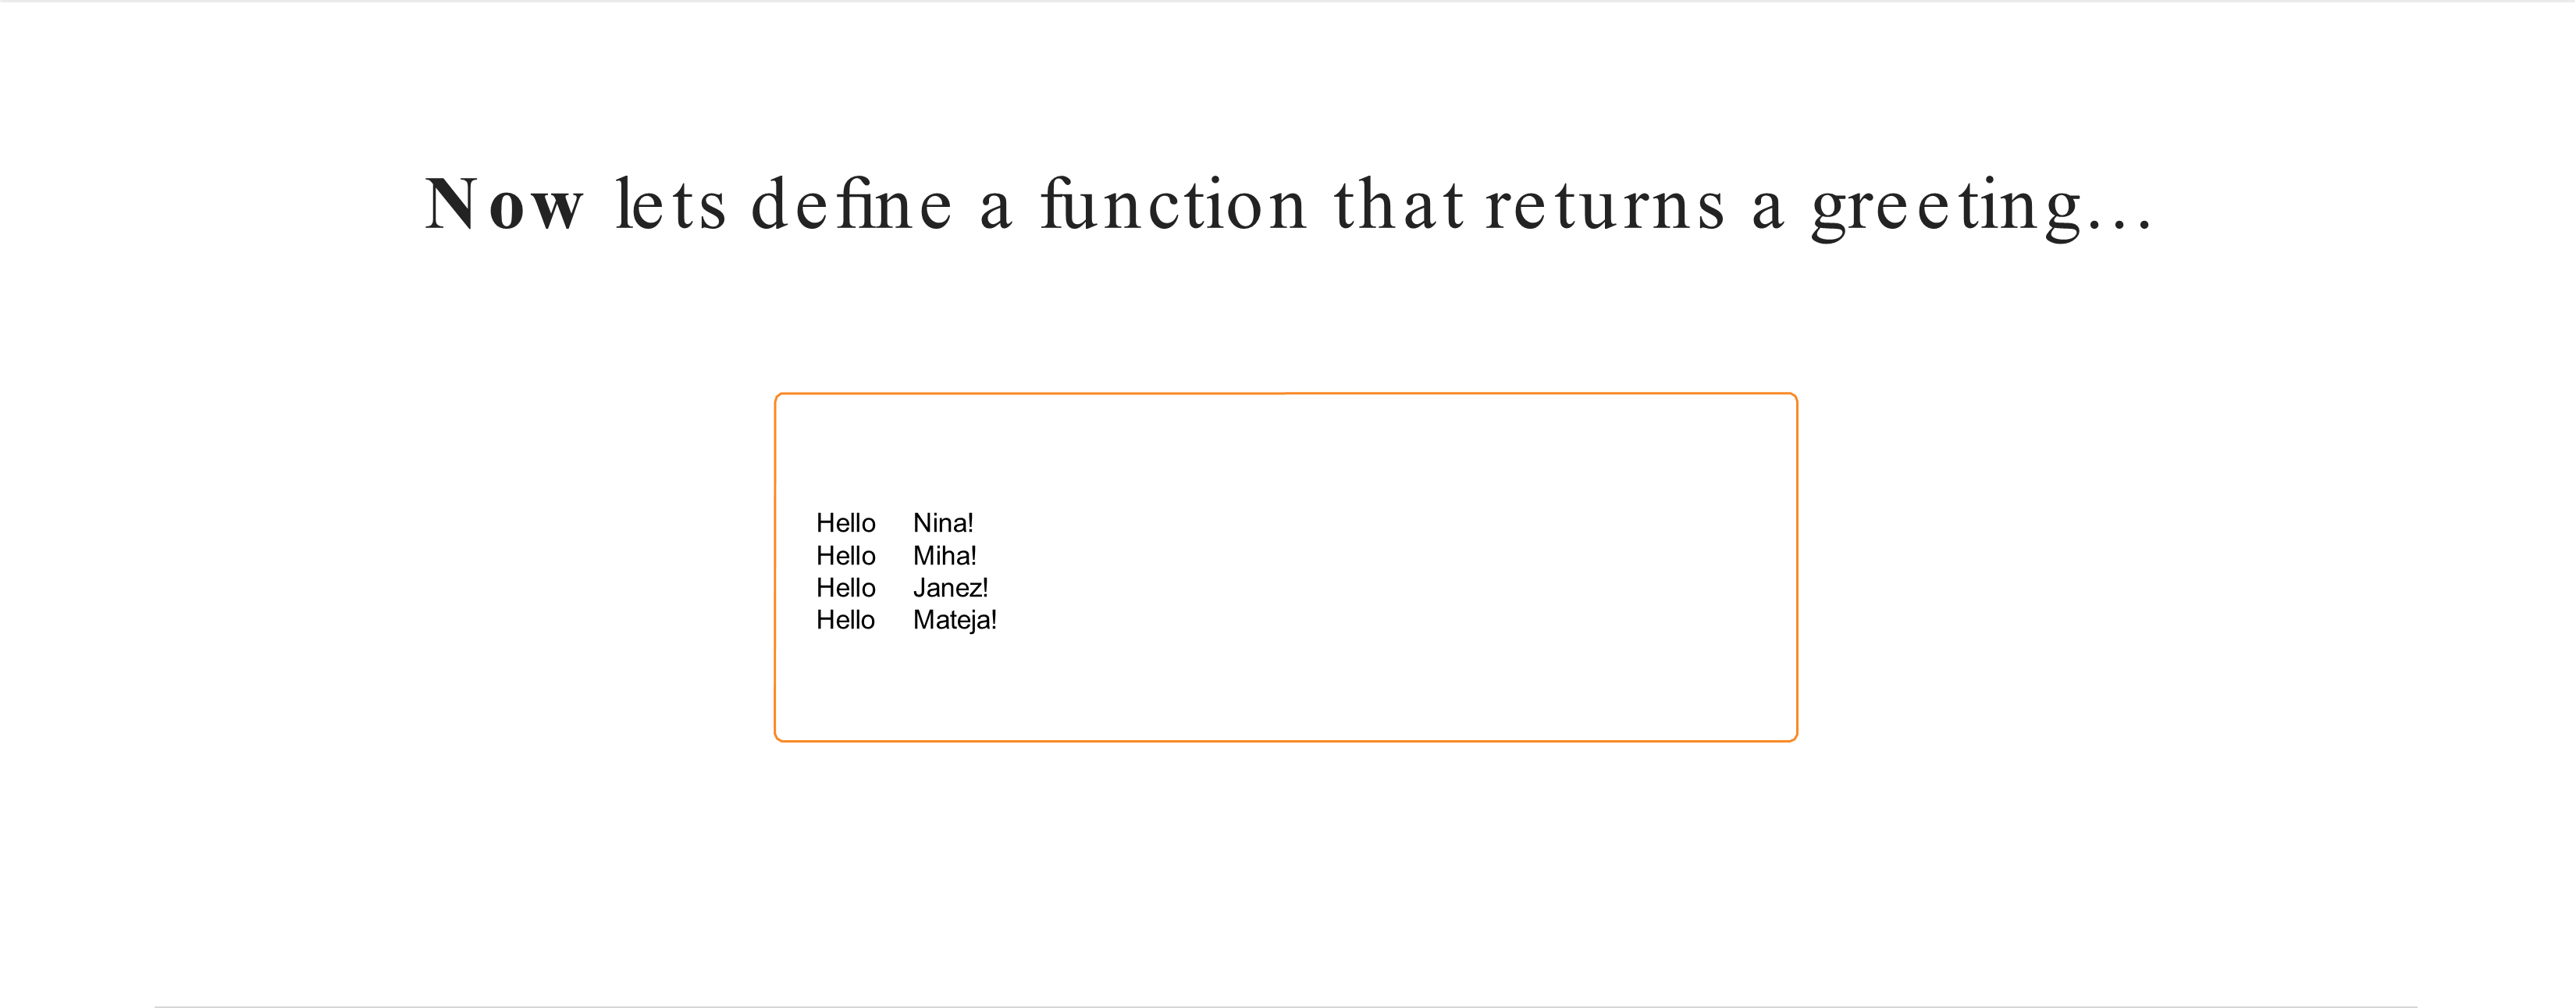 Now lets define a function that returns a greeting...
Hello Nina!
Hello Miha!
Hello Janez!
Hello Mateja!